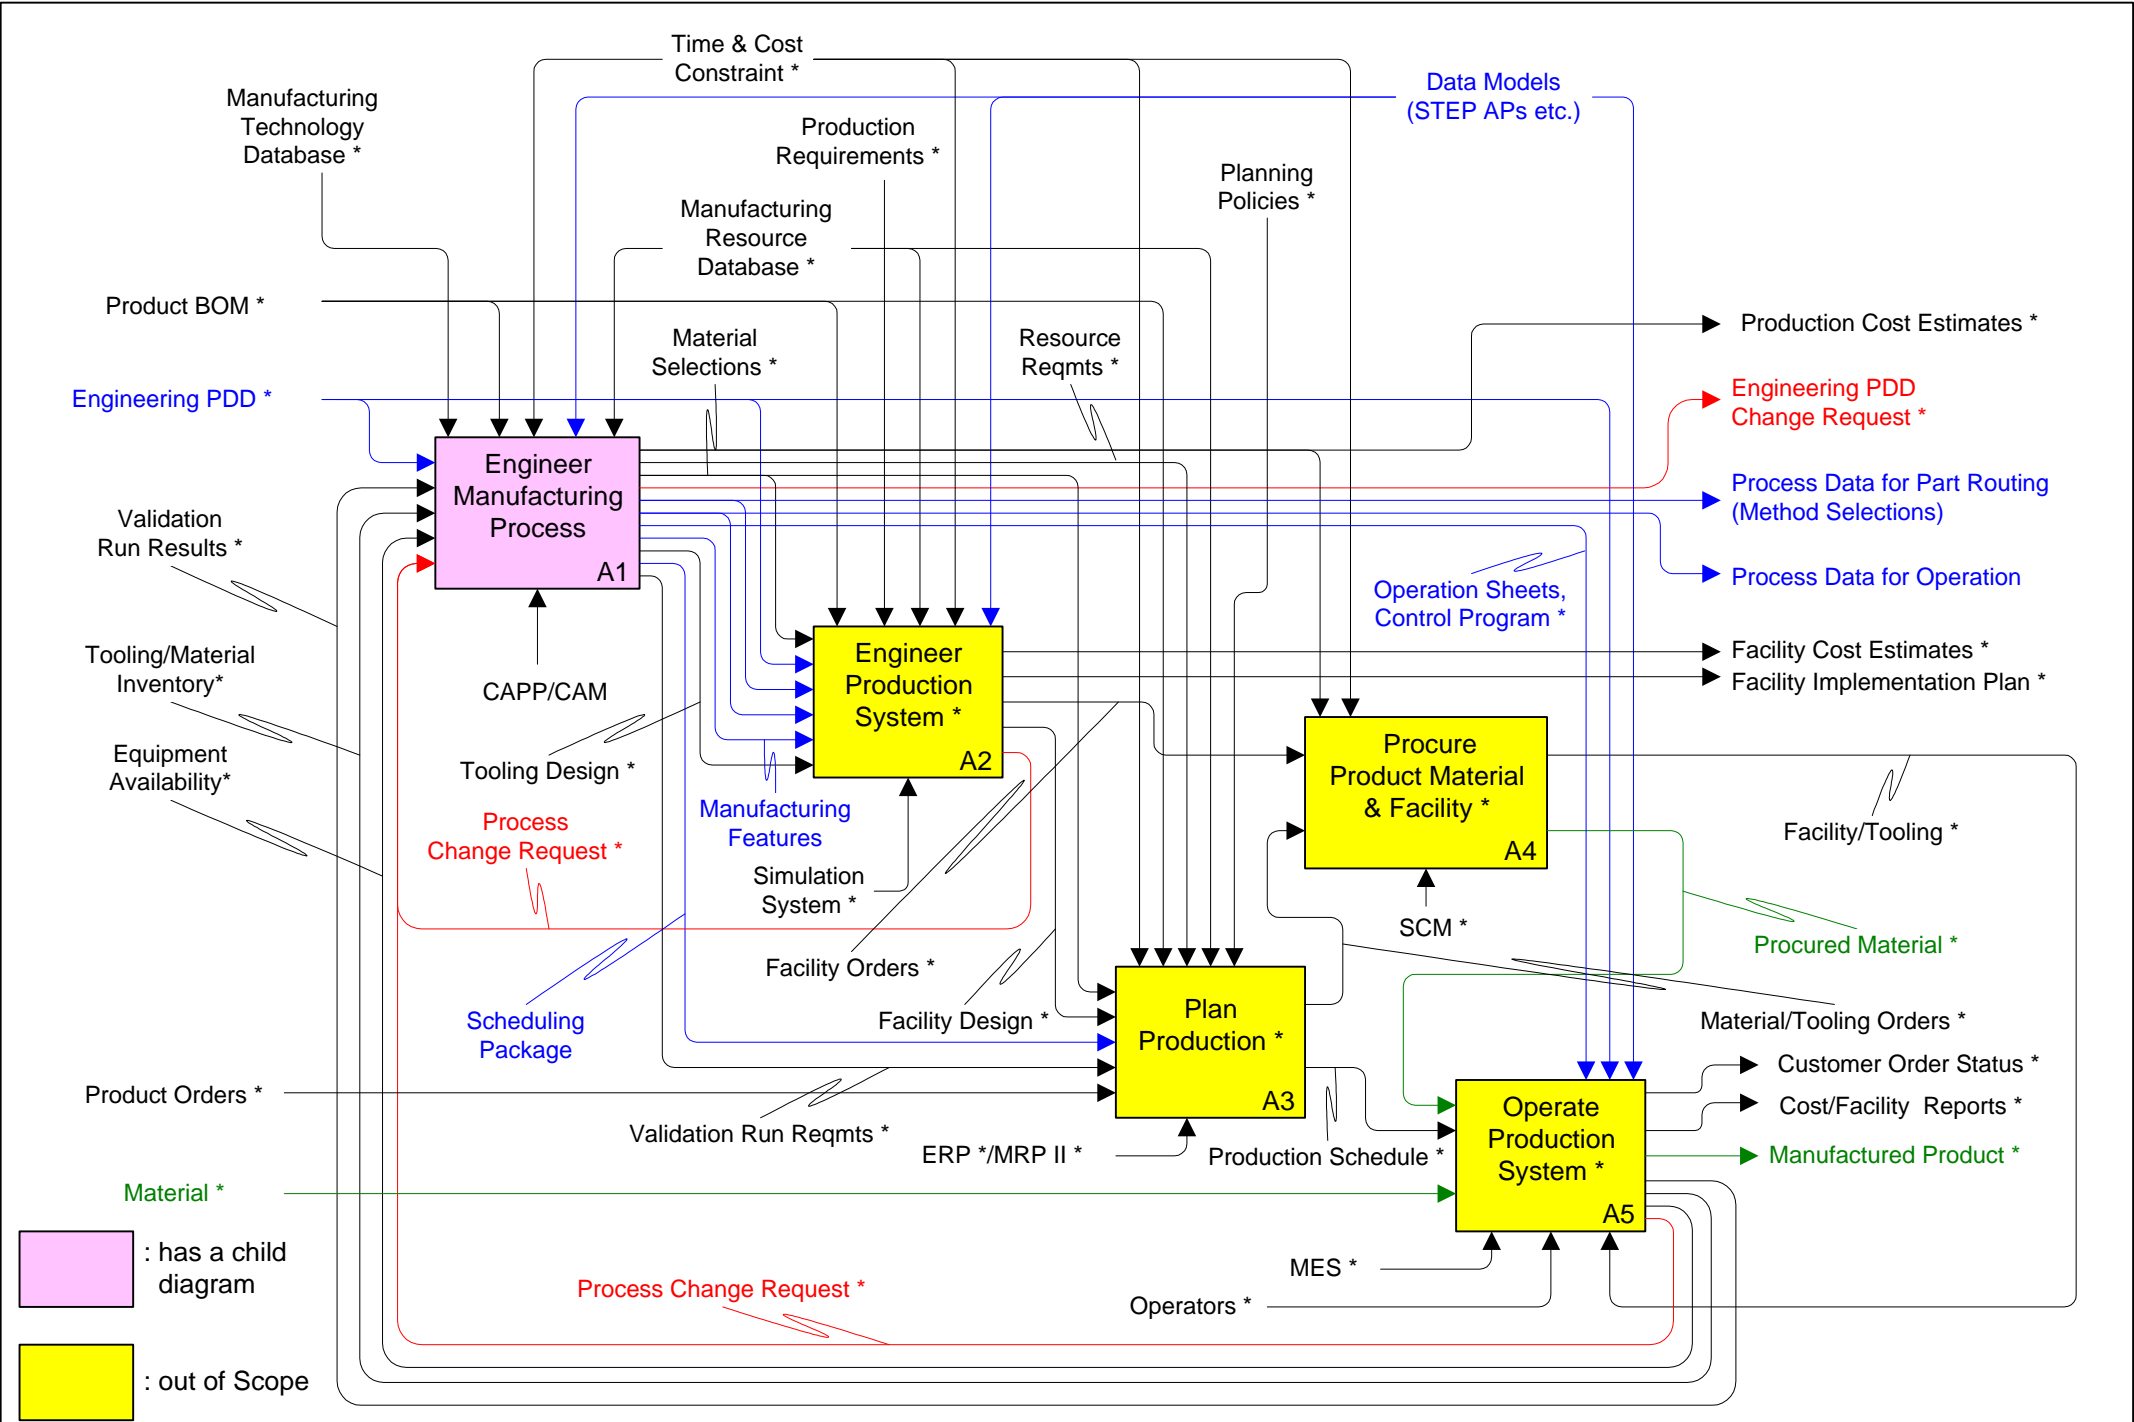 Time & Cost
Constraint *
Data Models
(STEP APs etc.)
Manufacturing
Technology
Database *
Production
Requirements *
Planning
Policies *
Manufacturing
Resource
Database *
Product BOM *
Material
Selections *
Resource
Reqmts *
Production Cost Estimates *
Engineering PDD *
Engineering PDD
Change Request *
Engineer
Manufacturing
Process
A1
Process Data for Part Routing
(Method Selections)
Validation
Run Results *
Process Data for Operation
Operation Sheets,
Control Program *
Tooling/Material
Inventory*
CAPP/CAM
Engineer
Production
System *
A2
Facility Cost Estimates *
Facility Implementation Plan *
Equipment
Availability*
Tooling Design *
Procure
Product Material
& Facility *
A4
Manufacturing
Features
Process
Change Request *
Facility/Tooling *
Simulation
System *
SCM *
Procured Material *
Facility Orders *
Scheduling
Package
Facility Design *
Plan
Production *
A3
Material/Tooling Orders *
Customer Order Status *
Product Orders *
Cost/Facility  Reports *
Validation Run Reqmts *
ERP */MRP II *
Production Schedule *
Operate
Production
System *
A5
Manufactured Product *
Material *
: has a child
diagram
MES *
Process Change Request *
Operators *
: out of Scope